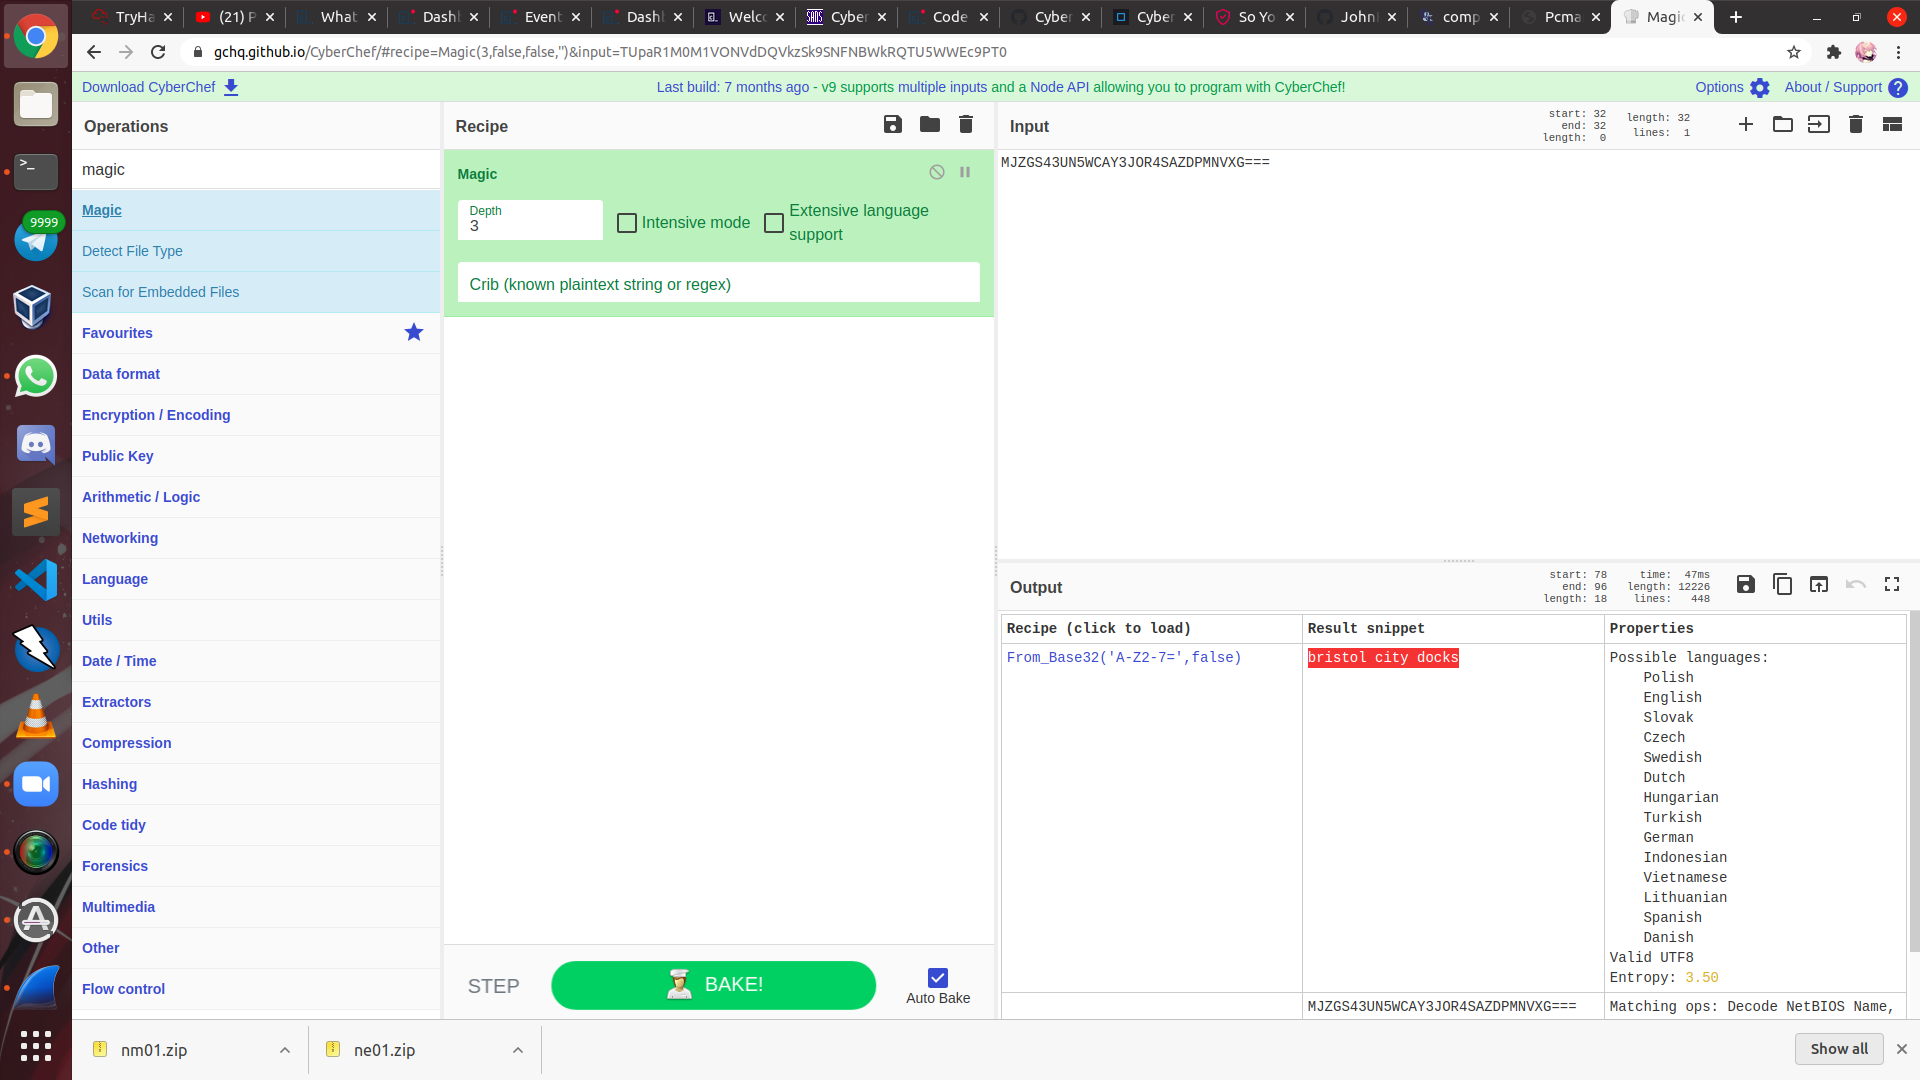 TryHa
(21) P
What
Dashl
Event
Dashl
Welco
SANS
Cyber
Code
Cyber
Cyber
So Yo
Johnl
comp
Pcma
Magic
gchq.github.io/CyberChef/#recipe=Magic(3,false,false,'')&input=TUpaR1M0M1VONVdDQVkzSk9SNFNBWkRQTU5WWEc9PT0
9999
Download CyberChef
Last build: 7 months ago - v9 supports multiple inputs and a Node API allowing you to program with CyberChef!
Options
About / Support
Operations
magic
Magic
Detect File Type
Scan for Embedded Files
Favourites
Data format
Encryption / Encoding
Public Key
Arithmetic / Logic
Networking
Language
Utils
Date / Time
Extractors
Compression
Hashing
Code tidy
Forensics
Multimedia
Other
Flow control
Recipe
Magic
Depth
3
Intensive mode
Extensive language
support
Crib (known plaintext string or regex)
STEP
BAKE!
Auto Bake
Input
start: 32
end: 32
length: 0
length: 32
lines: 1
MJZGS43UN5WCAY3JOR4SAZDPMNVXG===
Output
start: 78
end: 96
length: 18
time: 47ms
length: 12226
lines: 448
Recipe (click to load)
Result snippet
Properties
From_Base32('A-Z2-7=',false)
bristol city docks
Possible languages:
Polish
English
Slovak
Czech
Swedish
Dutch
Hungarian
Turkish
German
Indonesian
Vietnamese
Lithuanian
Spanish
Danish
Valid UTF8
Entropy: 3.50
MJZGS43UN5WCAY3JOR4SAZDPMNVXG===
Matching ops: Decode NetBIOS Name,
nm01.zip
ne01.zip
Show all